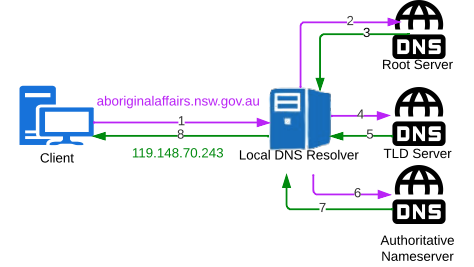 2
3
DNS
Root Server
aboriginalaffairs.nsw.gov.au
1
4
8
5
DNS
119.148.70.243
Client
Local DNS Resolver
TLD Server
6
7
DNS
Authoritative
Nameserver